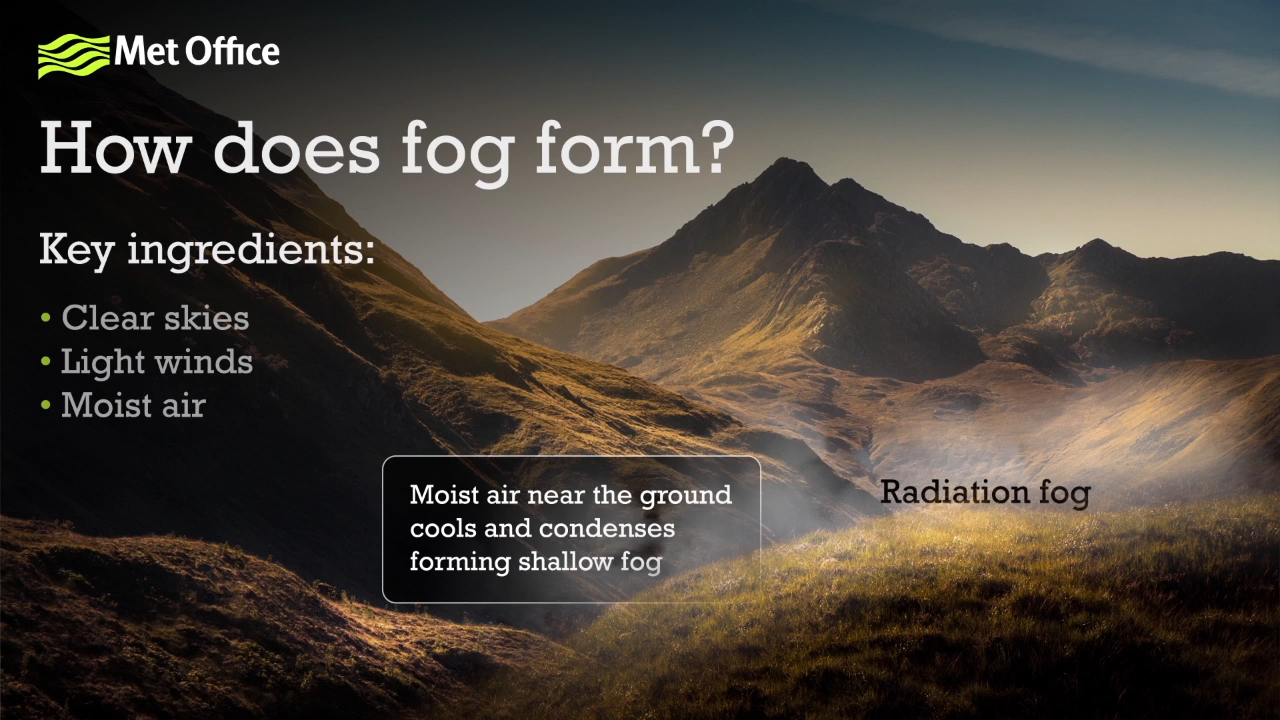 Met Office
How does fog form?
Key ingredients:
• Clear skies
• Light winds
• Moist air
Moist air near the ground
cools and condenses
forming shallow fog
Radiation fog